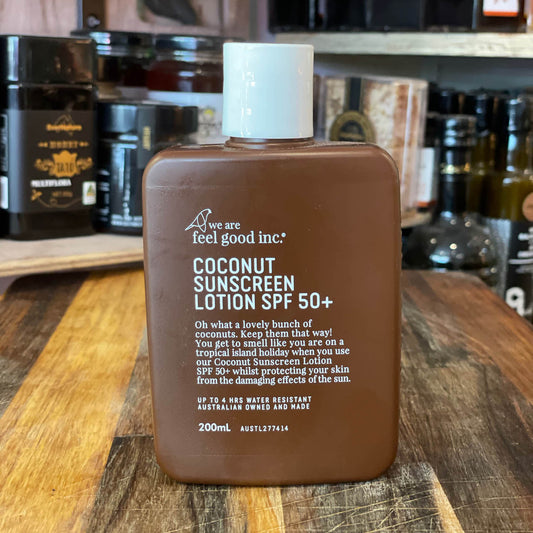 we are
feel good inc.®
COCONUT
SUNSCREEN
LOTION SPF 50+
Oh what a lovely bunch of
coconuts. Keep them that way!
You get to smell like you are on a
tropical island holiday when you use
our Coconut Sunscreen Lotion
SPF 50+ whilst protecting your skin
from the damaging effects of the sun.
UP TO 4 HRS WATER RESISTANT
AUSTRALIAN OWNED AND MADE
200mL AUSTL277414
HONEY
MULTIFLORA